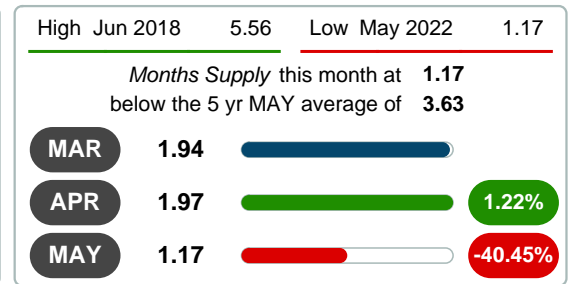 High Jun 2018 5.56 Low May 2022 1.17
Months Supply this month at 1.17
below the 5 yr MAY average of 3.63
MAR 1.94
APR 1.97 1.22%
MAY 1.17 -40.45%